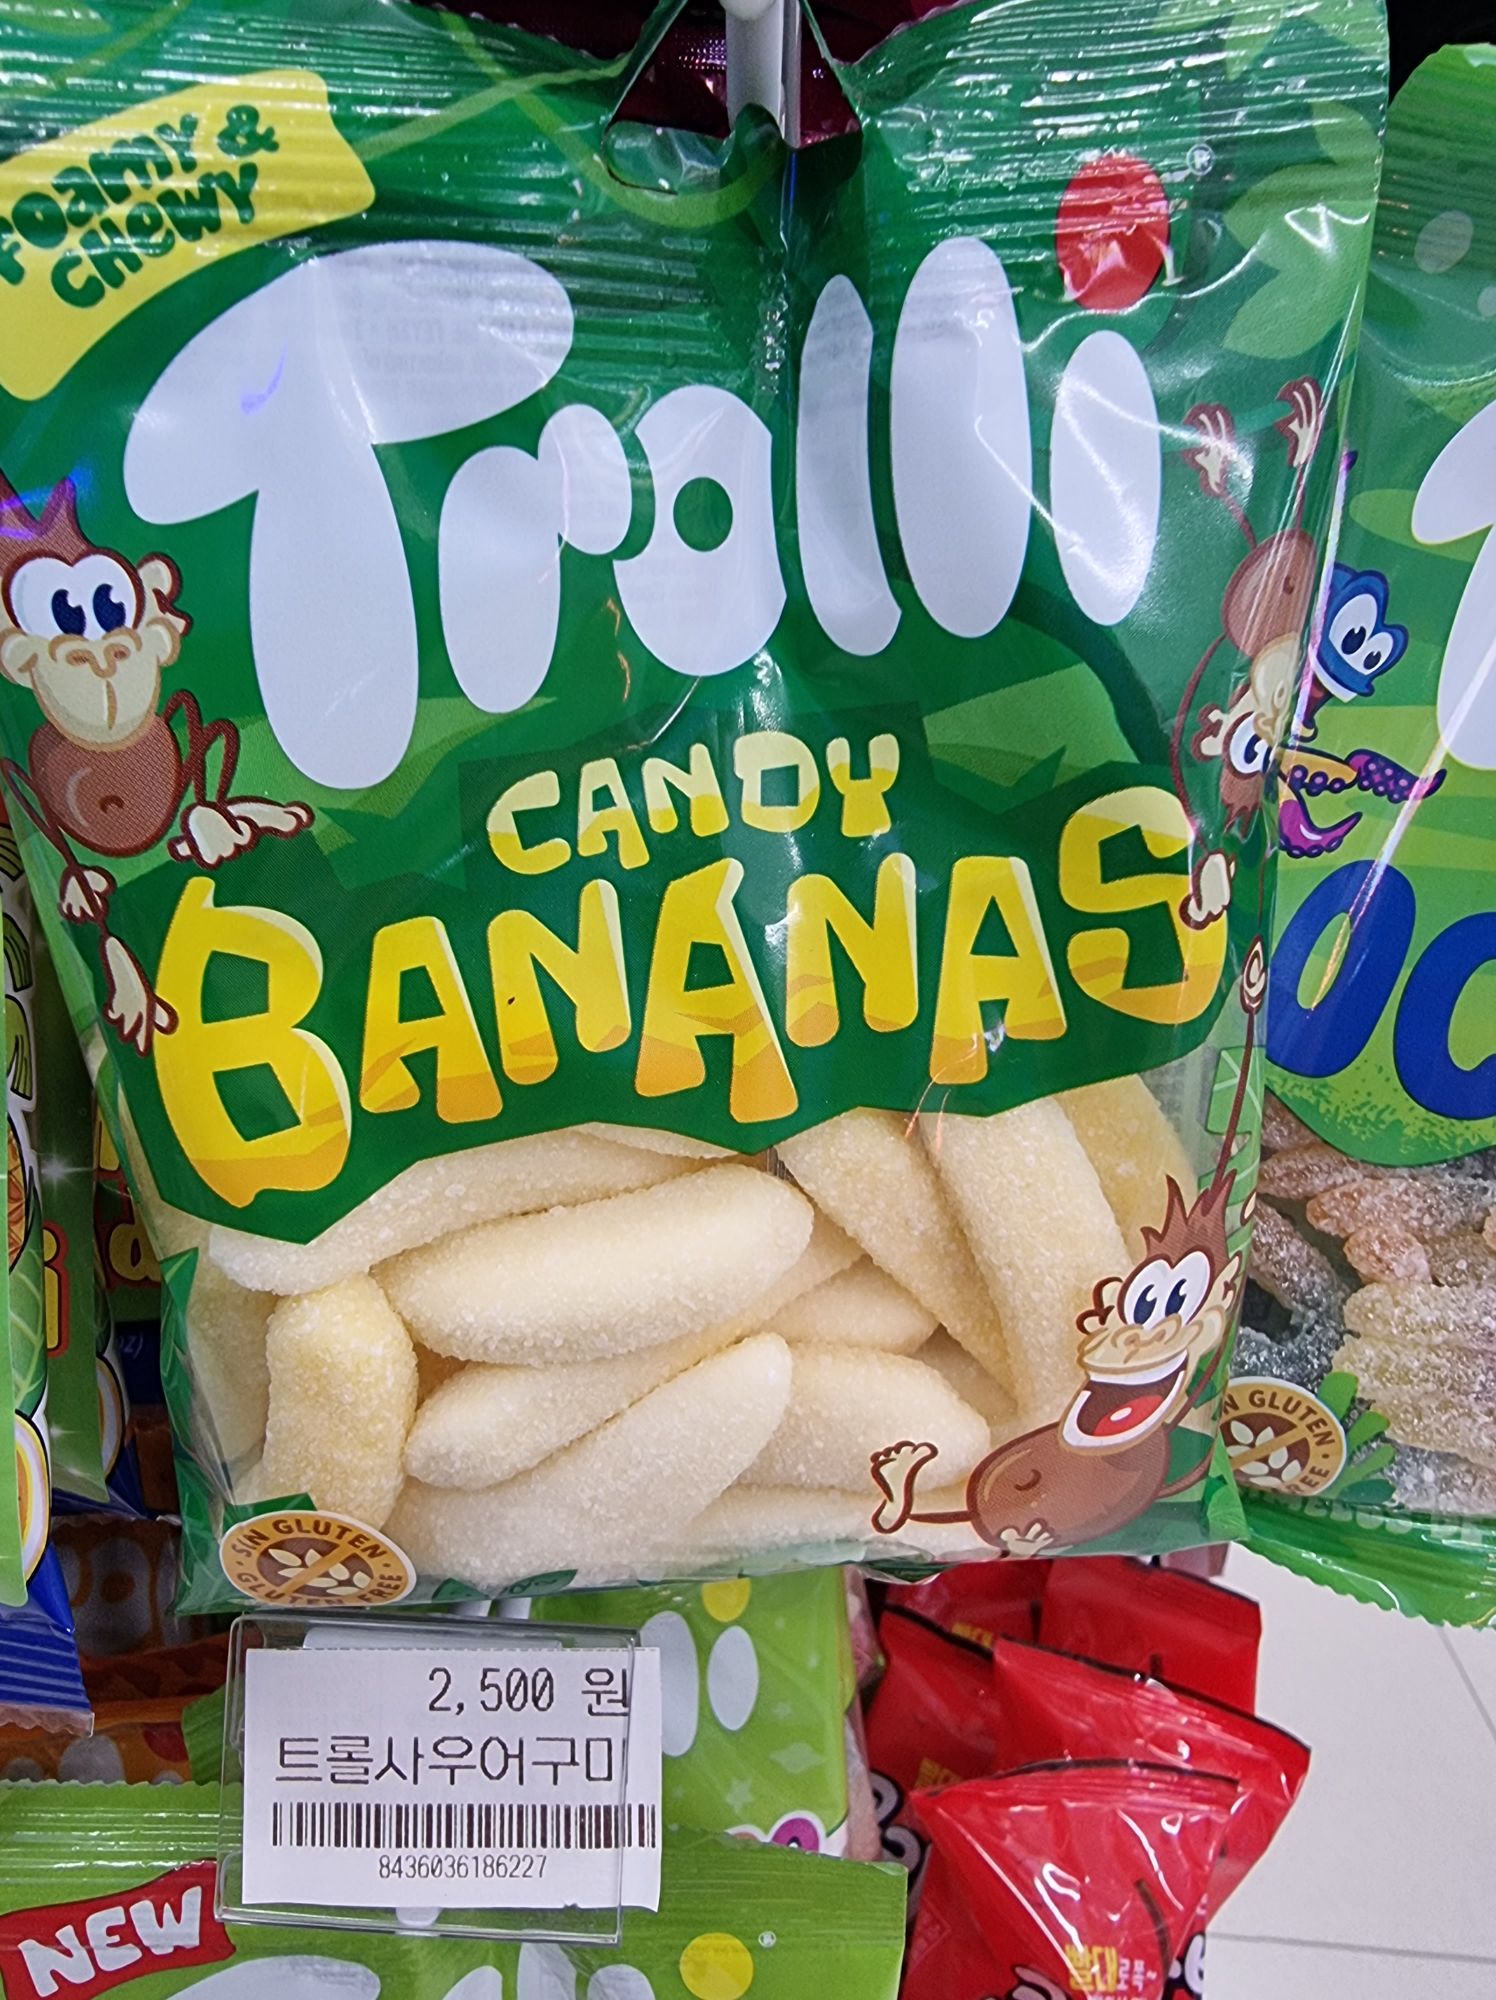 FOAMY &
CHEWY
Trolli
CANDY
BANANAS
SIN GLUTEN
GLUTEN FREE
N GLUTEN
2,500 원
트롤사우어구미
8436036186227
NEW